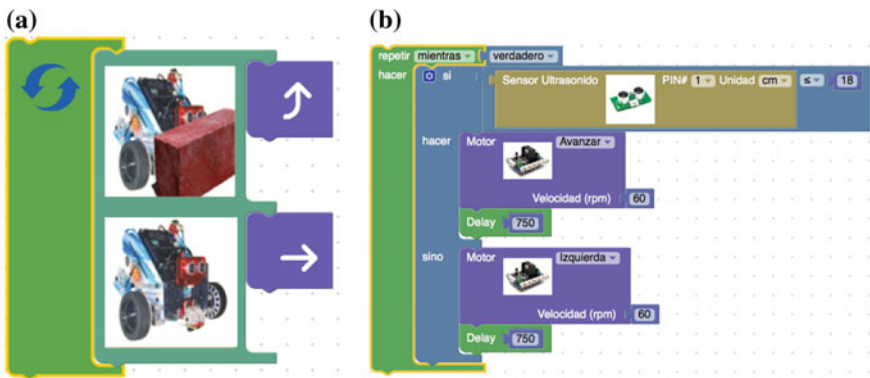 (a)
(b)
repetir mientras verdadero
hacer si Sensor Ultrasonido PIN# 1 Unidad cm ≤ 18
hacer Motor Avanzar
Velocidad (rpm) 60
Delay 750
sino Motor Izquierda
Velocidad (rpm) 60
Delay 750